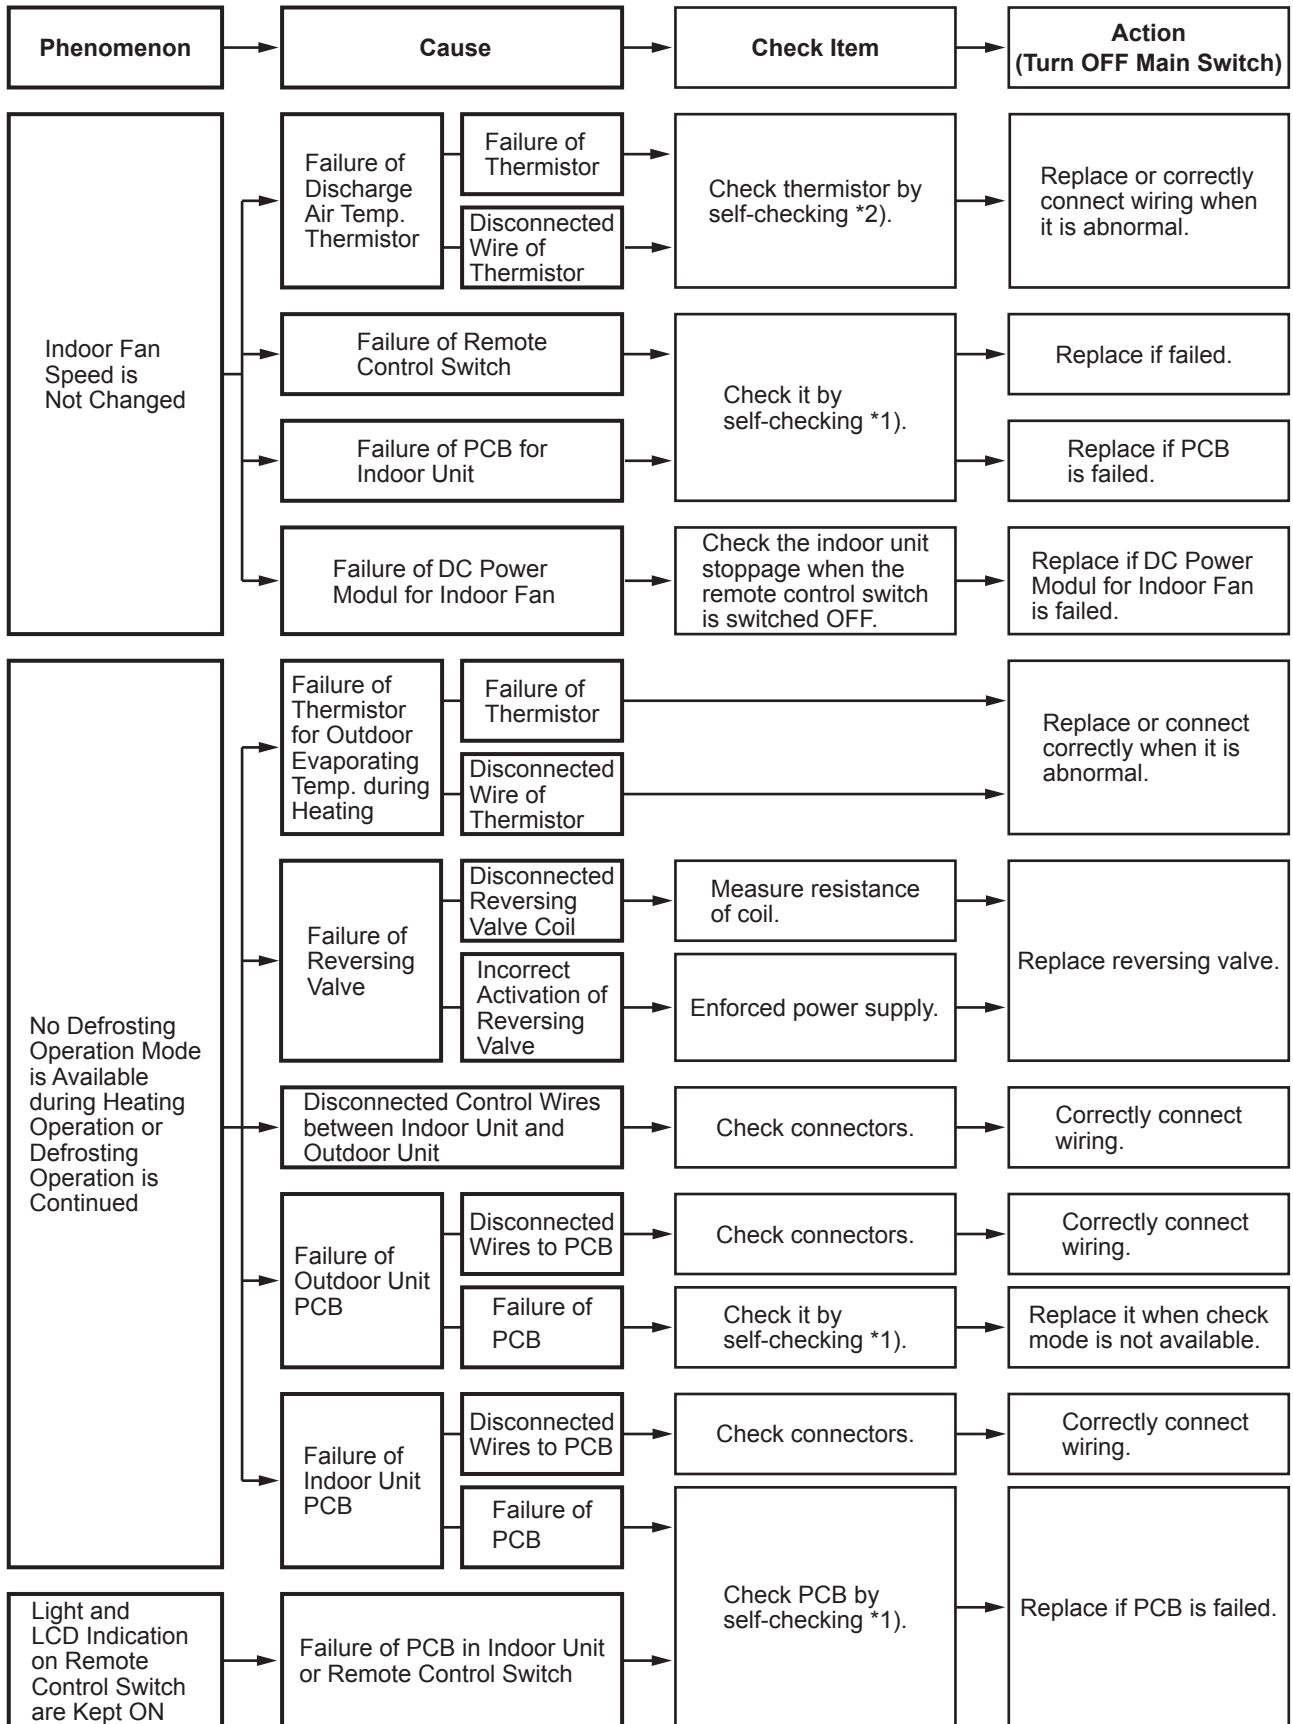 Phenomenon
Cause
Check Item
Action
(Turn OFF Main Switch)
Indoor Fan
Speed is
Not Changed
Failure of
Discharge
Air Temp.
Thermistor
Failure of
Thermistor
Disconnected
Wire of
Thermistor
Check thermistor by
self-checking *2).
Replace or correctly
connect wiring when
it is abnormal.
Failure of Remote
Control Switch
Check it by
self-checking *1).
Replace if failed.
Failure of PCB for
Indoor Unit
Replace if PCB
is failed.
Failure of DC Power
Modul for Indoor Fan
Check the indoor unit
stoppage when the
remote control switch
is switched OFF.
Replace if DC Power
Modul for Indoor Fan
is failed.
No Defrosting
Operation Mode
is Available
during Heating
Operation or
Defrosting
Operation is
Continued
Failure of
Thermistor
for Outdoor
Evaporating
Temp. during
Heating
Failure of
Thermistor
Disconnected
Wire of
Thermistor
Replace or connect
correctly when it is
abnormal.
Failure of
Reversing
Valve
Disconnected
Reversing
Valve Coil
Measure resistance
of coil.
Incorrect
Activation of
Reversing
Valve
Enforced power supply.
Replace reversing valve.
Disconnected Control Wires
between Indoor Unit and
Outdoor Unit
Check connectors.
Correctly connect
wiring.
Failure of
Outdoor Unit
PCB
Disconnected
Wires to PCB
Check connectors.
Correctly connect
wiring.
Failure of
PCB
Check it by
self-checking *1).
Replace it when check
mode is not available.
Failure of
Indoor Unit
PCB
Disconnected
Wires to PCB
Check connectors.
Correctly connect
wiring.
Failure of
PCB
Check PCB by
self-checking *1).
Replace if PCB is failed.
Light and
LCD Indication
on Remote
Control Switch
are Kept ON
Failure of PCB in Indoor Unit
or Remote Control Switch